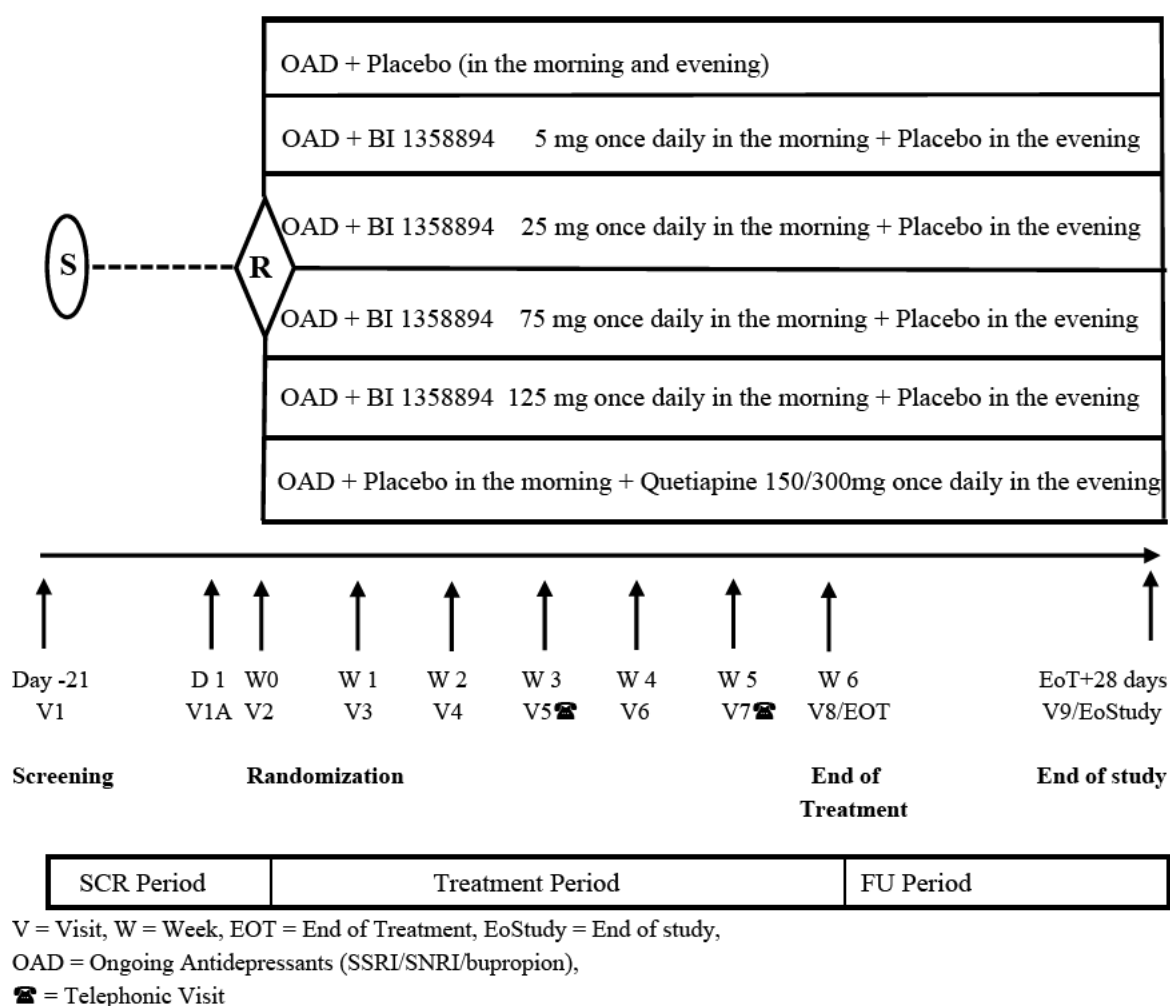 OAD + Placebo (in the morning and evening)
OAD + BI 1358894 5 mg once daily in the morning + Placebo in the evening
OAD + BI 1358894 25 mg once daily in the morning + Placebo in the evening
S R
OAD + BI 1358894 75 mg once daily in the morning + Placebo in the evening
OAD + BI 1358894 125 mg once daily in the morning + Placebo in the evening
OAD + Placebo in the morning + Quetiapine 150/300mg once daily in the evening
Day -21 D 1 W0 W 1 W 2 W 3 W 4 W 5 W 6 EoT+28 days
V1 V1A V2 V3 V4 V5☎ V6 V7☎ V8/EOT V9/EoStudy
Screening Randomization End of End of study
Treatment
SCR Period Treatment Period FU Period
V = Visit, W = Week, EOT = End of Treatment, EoStudy = End of study,
OAD = Ongoing Antidepressants (SSRI/SNRI/bupropion),
☎ = Telephonic Visit